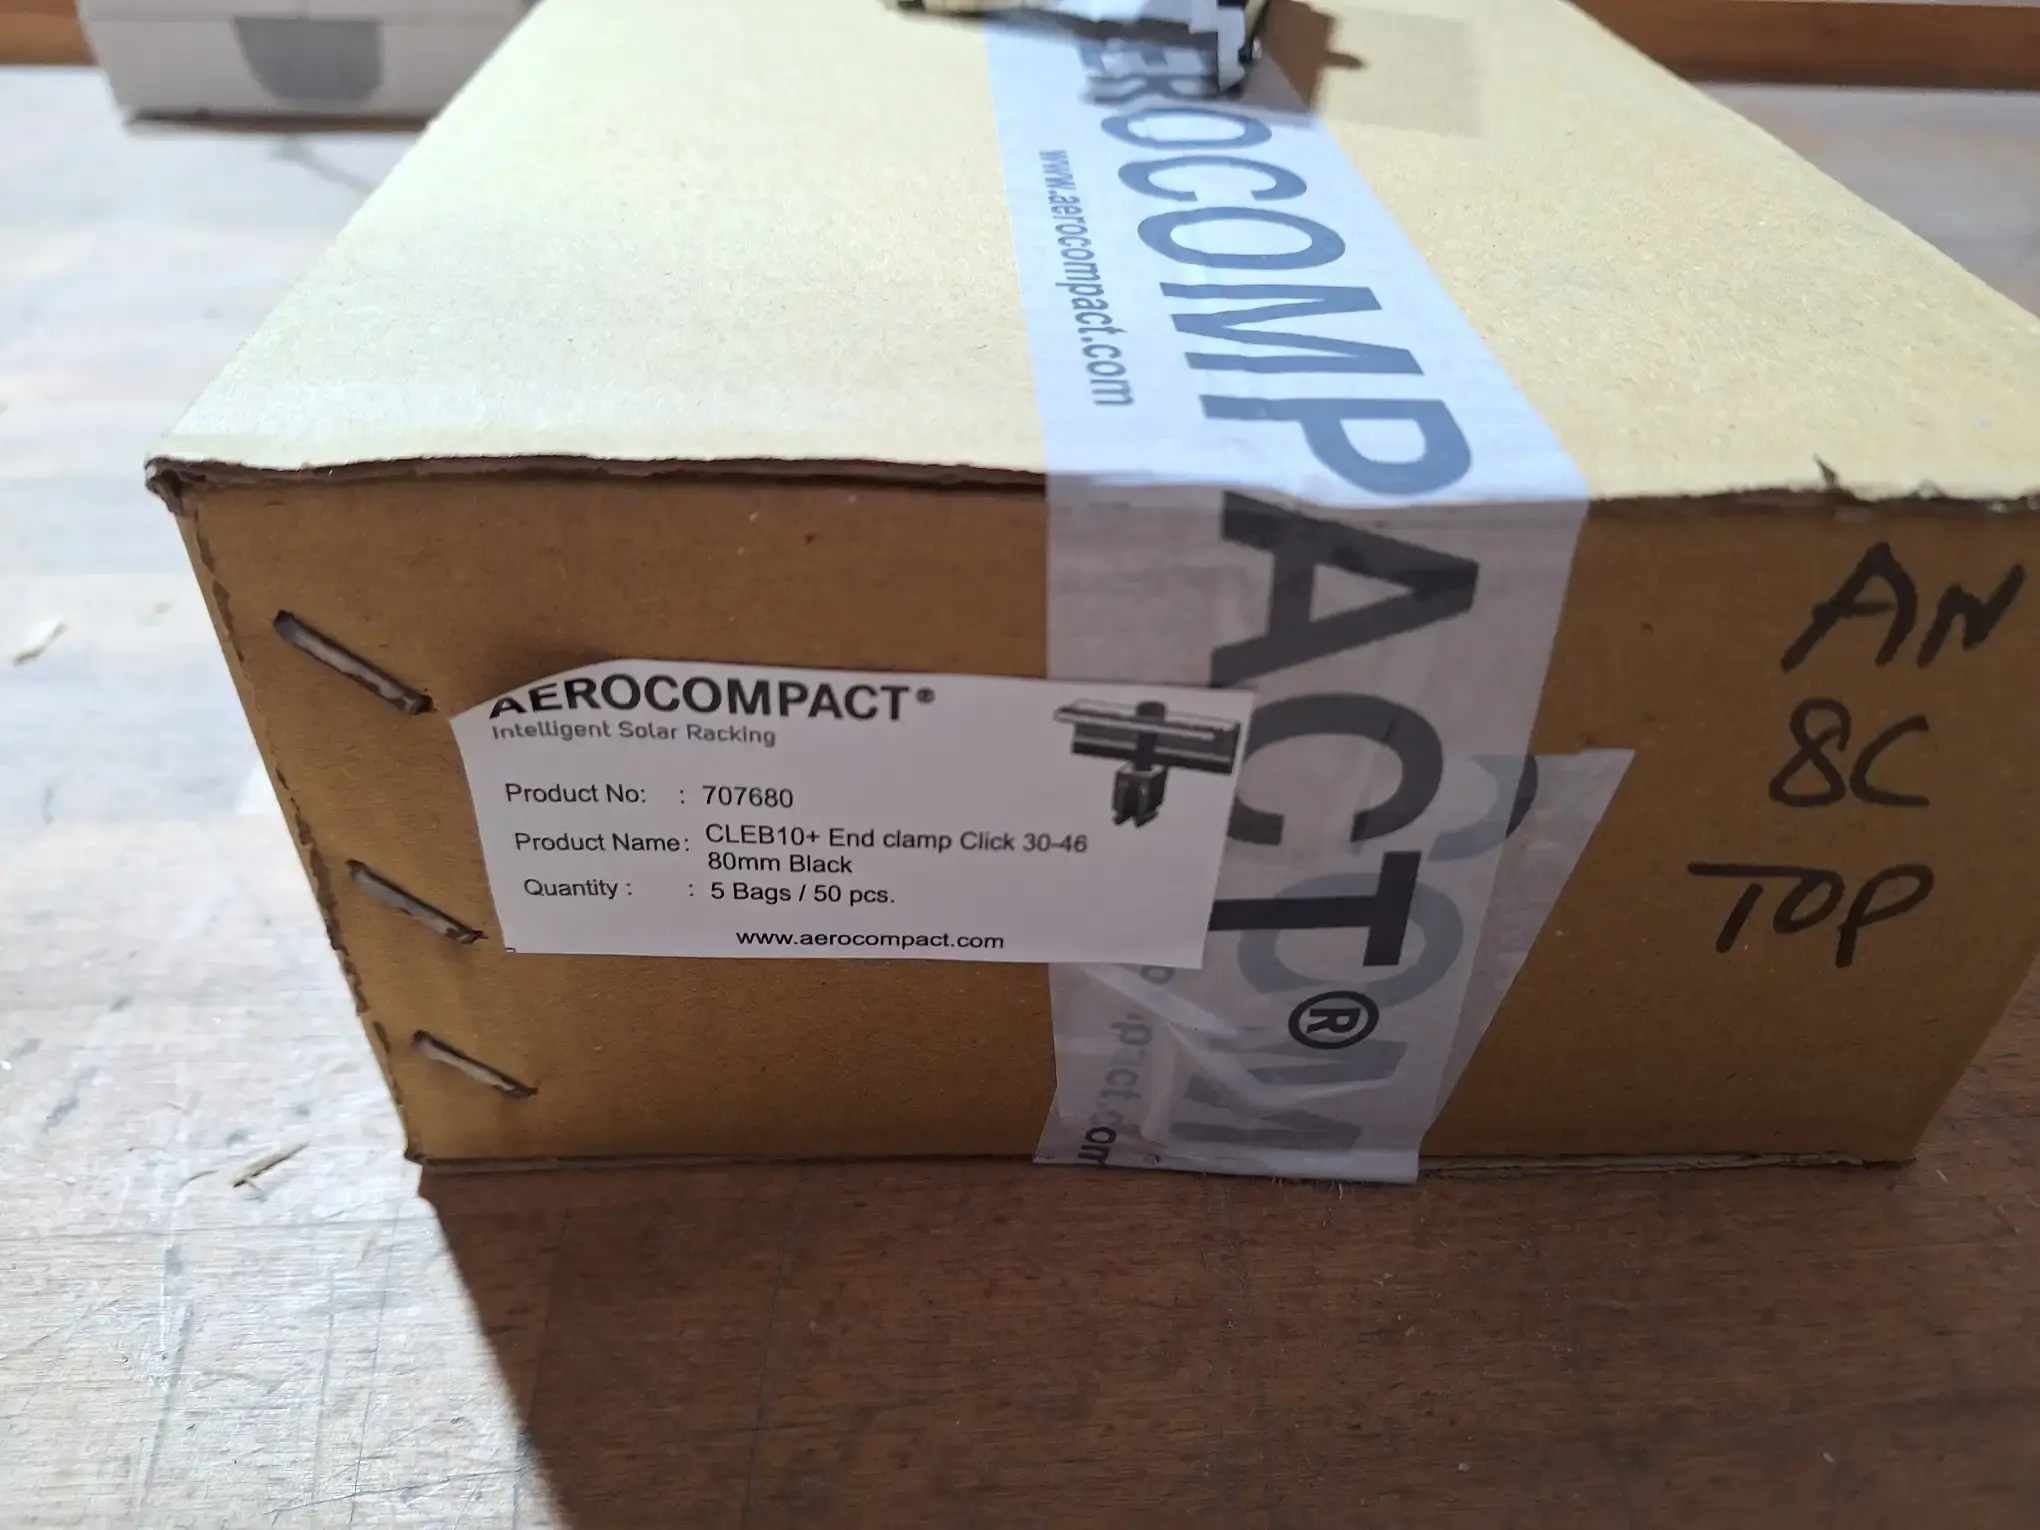 AEROCOMPACT®
www.aerocompact.com
AEROCOMPACT®
Intelligent Solar Racking
Product No: : 707680
Product Name: CLEB10+ End clamp Click 30-46
80mm Black
Quantity : : 5 Bags / 50 pcs.
www.aerocompact.com
AN
8C
TOP